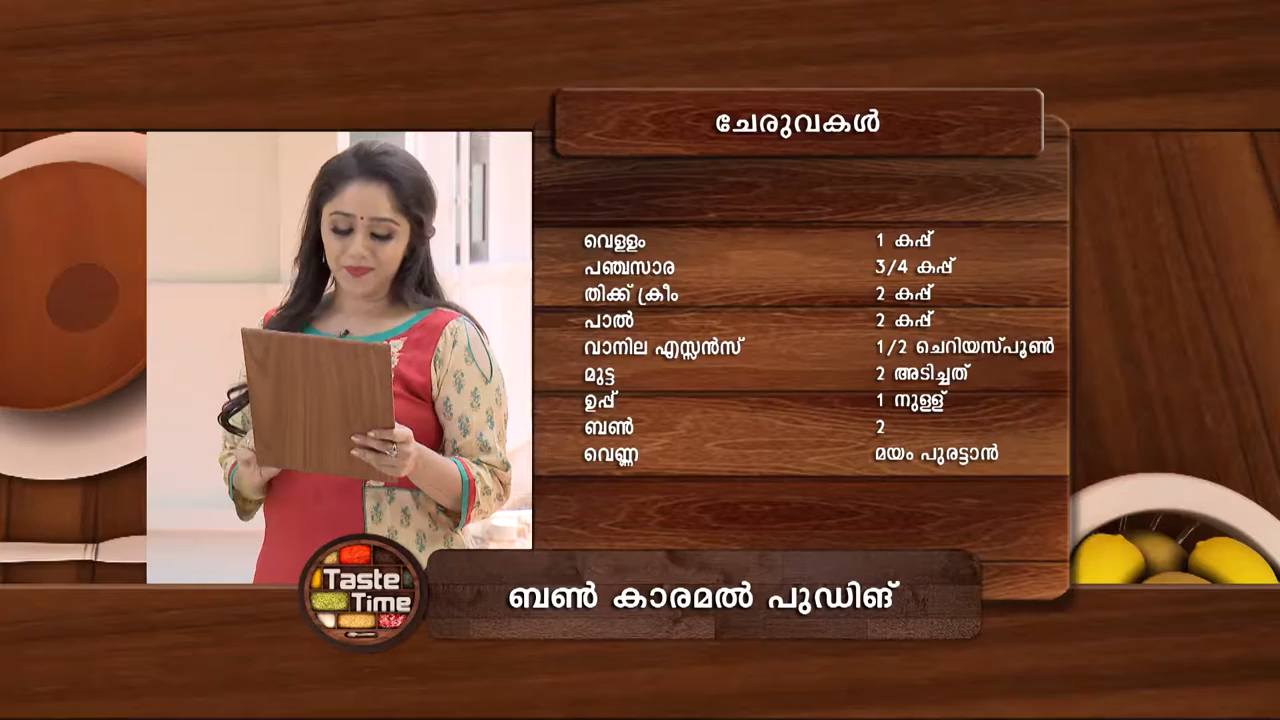 ചേരുവകൾ
വെള്ളം 1 കപ്പ്
പഞ്ചസാര 3/4 കപ്പ്
തിക്ക് ക്രീം 2 കപ്പ്
പാൽ 2 കപ്പ്
വാനില എസ്സൻസ് 1/2 ചെറിയസ്പൂൺ
മുട്ട 2 അടിച്ചത്
ഉപ്പ് 1 നുള്ള്
ബൺ 2
വെണ്ണ മയം പുരട്ടാൻ
Taste
Time
ബൺ കാരമൽ പുഡിങ്